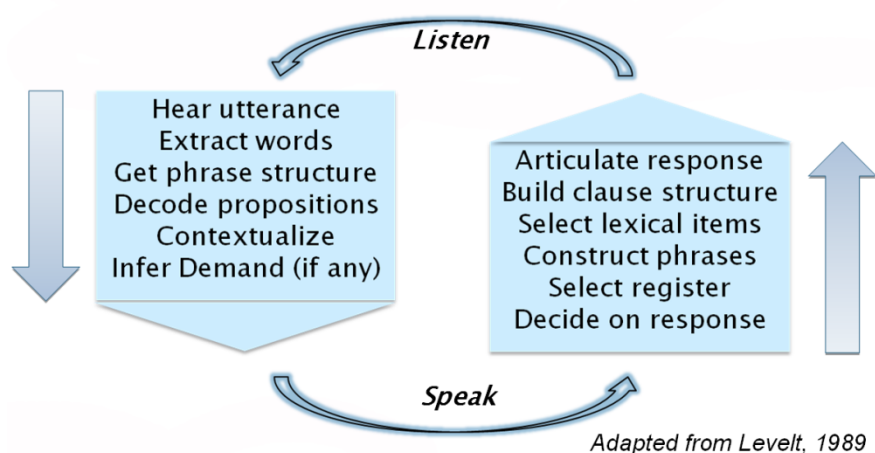 Listen
Hear utterance
Extract words
Get phrase structure
Decode propositions
Contextualize
Infer Demand (if any)
Articulate response
Build clause structure
Select lexical items
Construct phrases
Select register
Decide on response
Speak
Adapted from Levelt, 1989